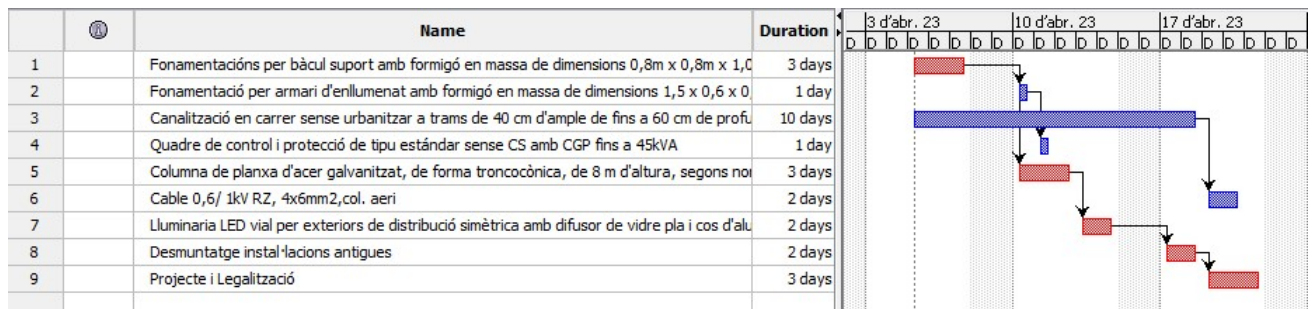 Name Duration 3 d'abr. 23 10 d'abr. 23 17 d'abr. 23
D D D D D D D D D D D D D D D D D D D D D D
1 Fonamentacións per bàcul suport amb formigó en massa de dimensions 0,8m x 0,8m x 1,0 3 days
2 Fonamentació per armari d'enllumenat amb formigó en massa de dimensions 1,5 x 0,6 x 0, 1 day
3 Canalització en carrer sense urbanitzar a trams de 40 cm d'ample de fins a 60 cm de profu 10 days
4 Quadre de control i protecció de tipu estándar sense CS amb CGP fins a 45kVA 1 day
5 Columna de planxa d'acer galvanitzat, de forma troncocònica, de 8 m d'altura, segons nor 3 days
6 Cable 0,6/ 1kV RZ, 4x6mm2,col. aeri 2 days
7 Lluminaria LED vial per exteriors de distribució simètrica amb difusor de vidre pla i cos d'alu 2 days
8 Desmuntatge instal·lacions antigues 2 days
9 Projecte i Legalització 3 days